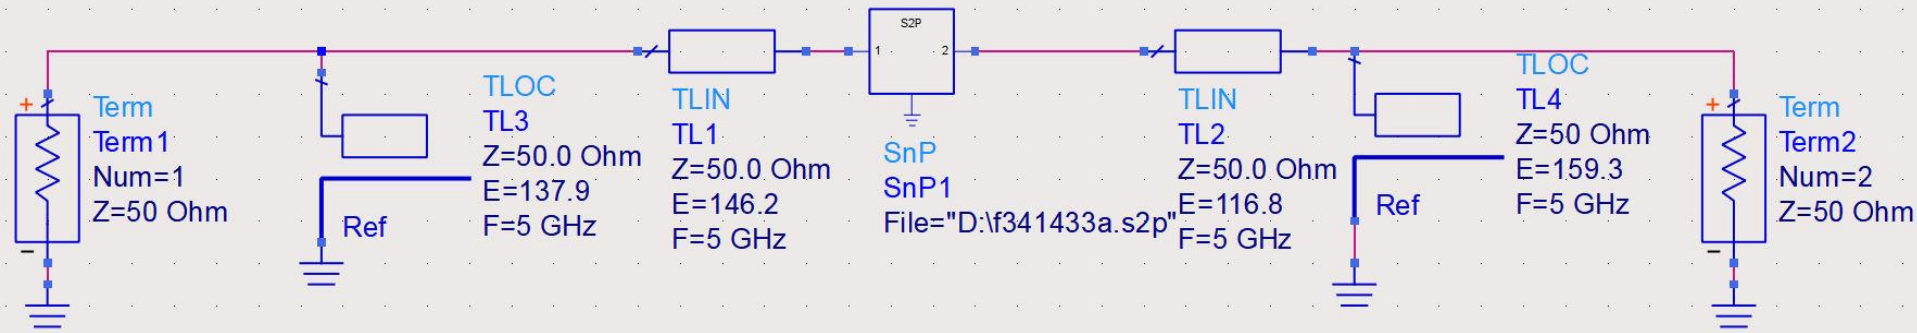 +
Term
Term1
Num=1
Z=50 Ohm
−
Ref
TLOC
TL3
Z=50.0 Ohm
E=137.9
F=5 GHz
TLIN
TL1
Z=50.0 Ohm
E=146.2
F=5 GHz
S2P
1
2
SnP
SnP1
File="D:\f341433a.s2p"
TLIN
TL2
Z=50.0 Ohm
E=116.8
F=5 GHz
Ref
TLOC
TL4
Z=50 Ohm
E=159.3
F=5 GHz
+
Term
Term2
Num=2
Z=50 Ohm
−